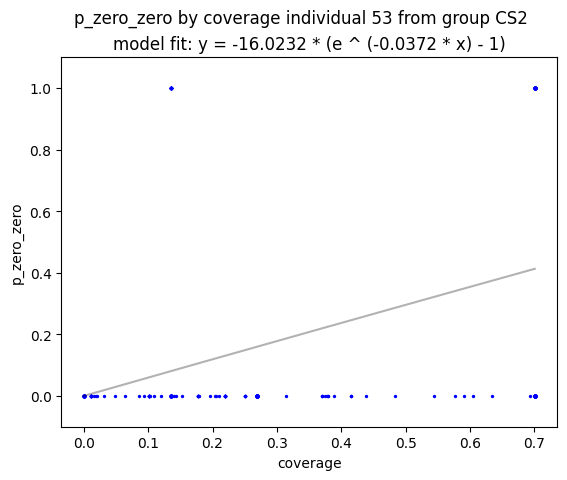 p_zero_zero by coverage individual 53 from group CS2
model fit: y = -16.0232 * (e ^ (-0.0372 * x) - 1)
1.0
0.8
0.6
0.4
0.2
0.0
p_zero_zero
0.0 0.1 0.2 0.3 0.4 0.5 0.6 0.7
coverage